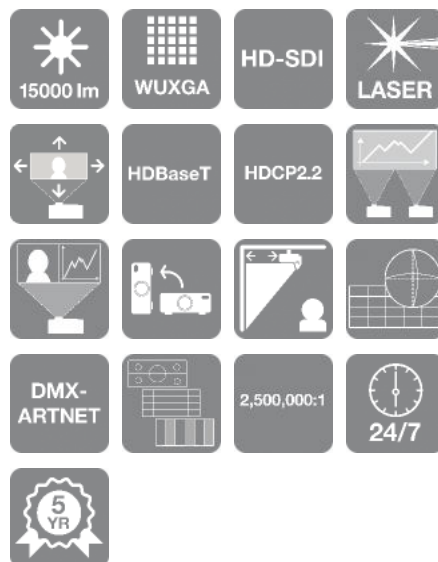 15000 lm
WUXGA
HD-SDI
LASER
HDBaseT
HDCP2.2
DMX-
ARTNET
2,500,000:1
24/7
5
YR